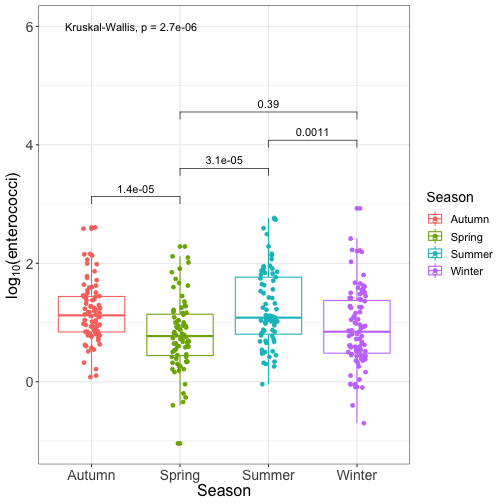 Kruskal-Wallis, p = 2.7e-06
0.39
0.0011
3.1e-05
1.4e-05
6
4
2
0
log10(enterococci)
Autumn Spring Summer Winter
Season
Season
Autumn
Spring
Summer
Winter